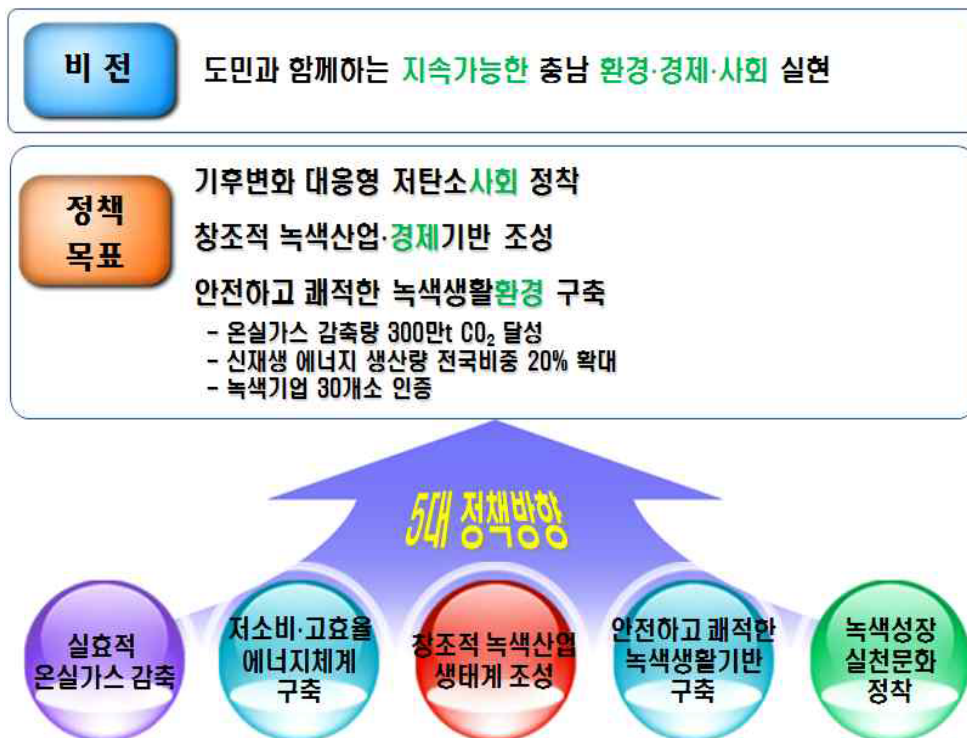 비 전
도민과 함께하는 지속가능한 충남 환경·경제·사회 실현
정책
목표
기후변화 대응형 저탄소사회 정착
창조적 녹색산업·경제기반 조성
안전하고 쾌적한 녹색생활환경 구축
- 온실가스 감축량 300만t CO₂ 달성
- 신재생 에너지 생산량 전국비중 20% 확대
- 녹색기업 30개소 인증
5대 정책방향
실효적
온실가스 감축
저소비·고효율
에너지체계
구축
창조적 녹색산업
생태계 조성
안전하고 쾌적한
녹색생활기반
구축
녹색성장
실천문화
정착